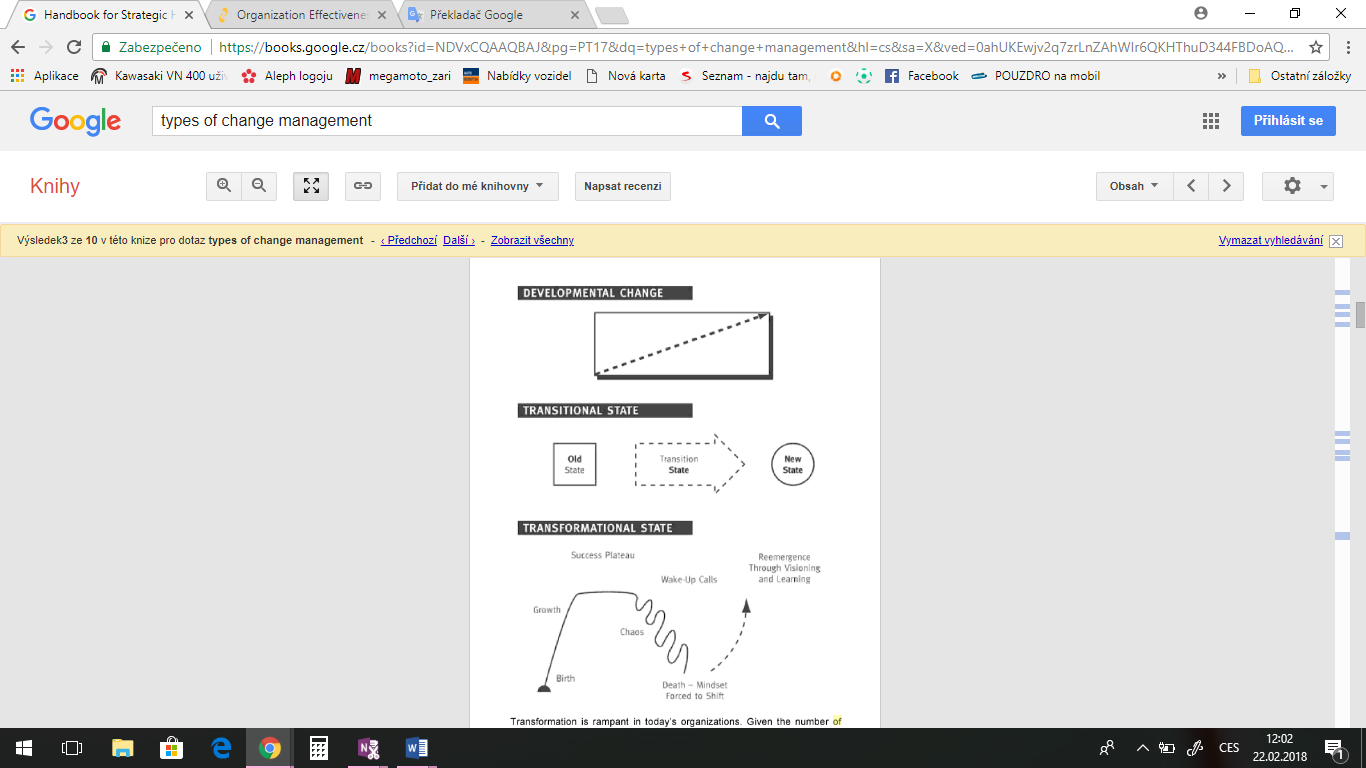 Handbook for Strategic H
Organization Effectivenes
Překladač Google
Zabezpečeno
https://books.google.cz/books?id=NDVxCQAAQBAJ&pg=PT17&dq=types+of+change+management&hl=cs&sa=X&ved=0ahUKEwjv2q7zrLnZAhWIr6QKHThuD344FBDoAQ...
Aplikace
Kawasaki VN 400 uživ
Aleph logoju
megamoto_zari
Nabídky vozidel
Nová karta
Seznam - najdu tam,
Facebook
POUZDRO na mobil
»
Ostatní záložky
Google
types of change management
Přihlásit se
Knihy
Přidat do mé knihovny
Napsat recenzi
Obsah
Výsledek3 ze 10 v této knize pro dotaz types of change management - ‹ Předchozí Další › - Zobrazit všechny
Vymazat vyhledávání
DEVELOPMENTAL CHANGE
TRANSITIONAL STATE
Old
State
Transition
State
New
State
TRANSFORMATIONAL STATE
Success Plateau
Reemergence
Through Visioning
and Learning
Wake-Up Calls
Growth
Chaos
Birth
Death – Mindset
Forced to Shift
Transformation is rampant in today's organizations. Given the number of
CES
12:02
22.02.2018
1